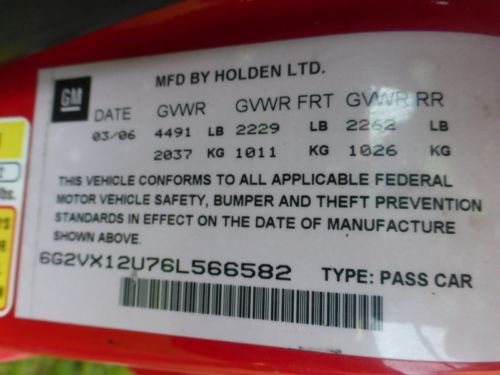 GM
MFD BY HOLDEN LTD.
DATE GVWR GVWR FRT GVWR RR
03/06 4491 LB 2229 LB 2262 LB
2037 KG 1011 KG 1026 KG
THIS VEHICLE CONFORMS TO ALL APPLICABLE FEDERAL
MOTOR VEHICLE SAFETY, BUMPER AND THEFT PREVENTION
STANDARDS IN EFFECT ON THE DATE OF MANUFACTURE
SHOWN ABOVE.
6G2VX12U76L566582 TYPE: PASS CAR